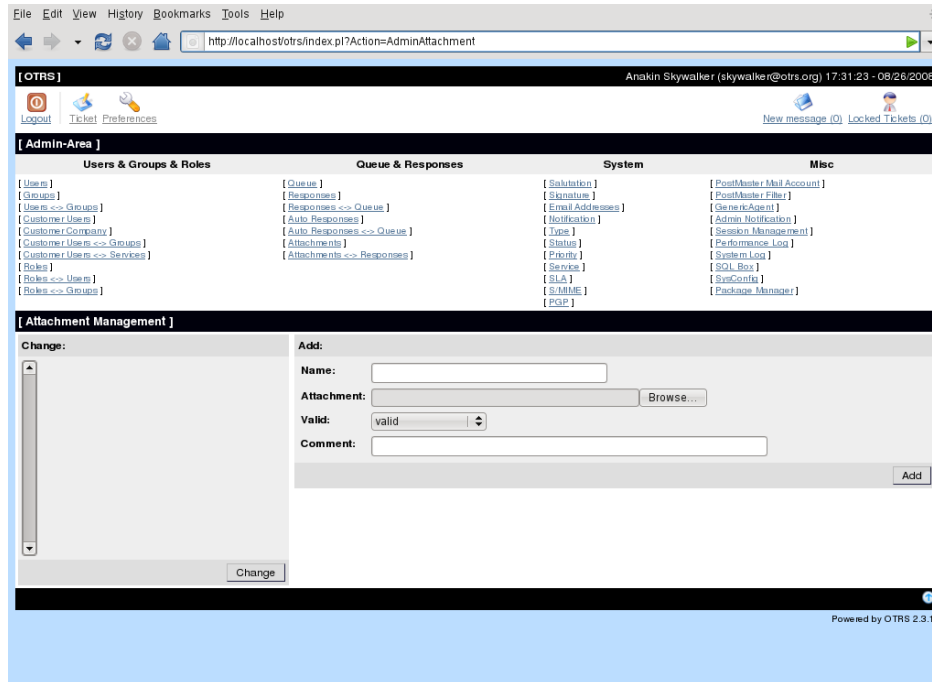 File Edit View History Bookmarks Tools Help
http://localhost/otrs/index.pl?Action=AdminAttachment
[ OTRS ]
Anakin Skywalker (skywalker@otrs.org) 17:31:23 - 08/26/2008
Logout Ticket Preferences
New message (0) Locked Tickets (0)
[ Admin-Area ]
Users & Groups & Roles
[ Users ]
[ Groups ]
[ Users <-> Groups ]
[ Customer Users ]
[ Customer Company ]
[ Customer Users <-> Groups ]
[ Customer Users <-> Services ]
[ Roles ]
[ Roles <-> Users ]
[ Roles <-> Groups ]
Queue & Responses
[ Queue ]
[ Responses ]
[ Responses <-> Queue ]
[ Auto Responses ]
[ Auto Responses <-> Queue ]
[ Attachments ]
[ Attachments <-> Responses ]
System
[ Salutation ]
[ Signature ]
[ Email Addresses ]
[ Notification ]
[ Type ]
[ Status ]
[ Priority ]
[ Service ]
[ SLA ]
[ S/MIME ]
[ PGP ]
Misc
[ PostMaster Mail Account ]
[ PostMaster Filter ]
[ GenericAgent ]
[ Admin Notification ]
[ Session Management ]
[ Performance Log ]
[ System Log ]
[ SQL Box ]
[ SysConfig ]
[ Package Manager ]
[ Attachment Management ]
Change:
Change
Add:
Name:
Attachment: Browse...
Valid: valid
Comment:
Add
Powered by OTRS 2.3.1